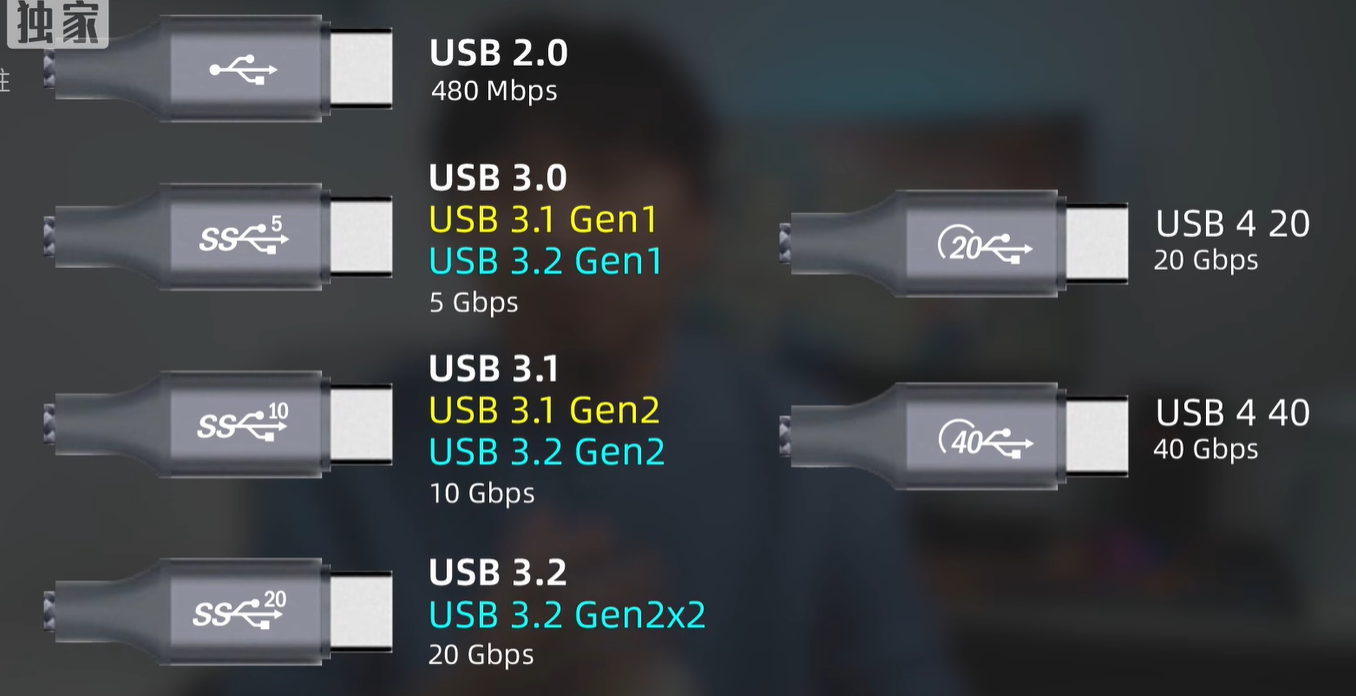 独家
USB 2.0
480 Mbps
USB 3.0
USB 3.1 Gen1
USB 3.2 Gen1
5 Gbps
SS 5
USB 3.1
USB 3.1 Gen2
USB 3.2 Gen2
10 Gbps
SS 10
USB 3.2
USB 3.2 Gen2x2
20 Gbps
SS 20
USB 4 20
20 Gbps
20
USB 4 40
40 Gbps
40